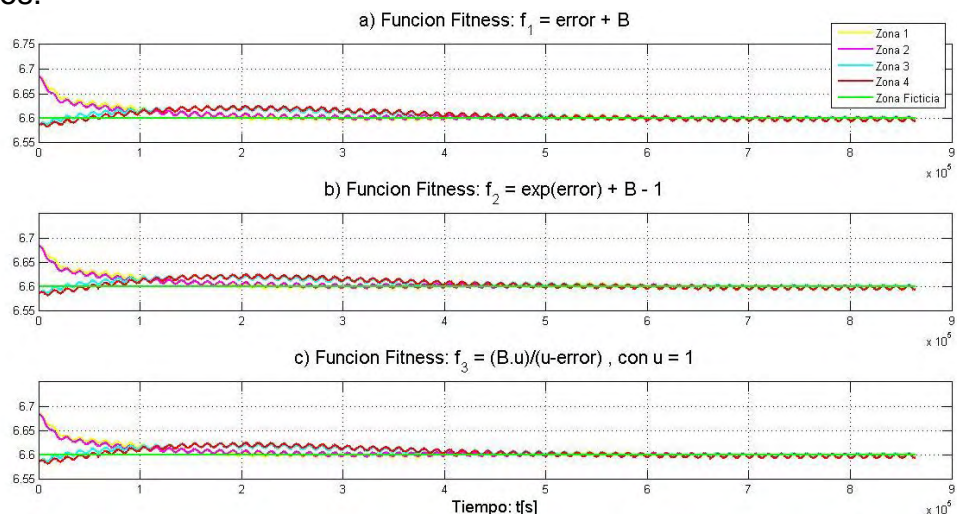 a) Funcion Fitness: f1 = error + B
6.75
6.7
6.65
6.6
6.55
0 1 2 3 4 5 6 7 8 9
x 10^5
Zona 1
Zona 2
Zona 3
Zona 4
Zona Ficticia
b) Funcion Fitness: f2 = exp(error) + B - 1
6.7
6.65
6.6
6.55
0 1 2 3 4 5 6 7 8 9
x 10^5
c) Funcion Fitness: f3 = (B.u)/(u-error) , con u = 1
6.7
6.65
6.6
6.55
0 1 2 3 4 5 6 7 8 9
x 10^5
Tiempo: t[s]